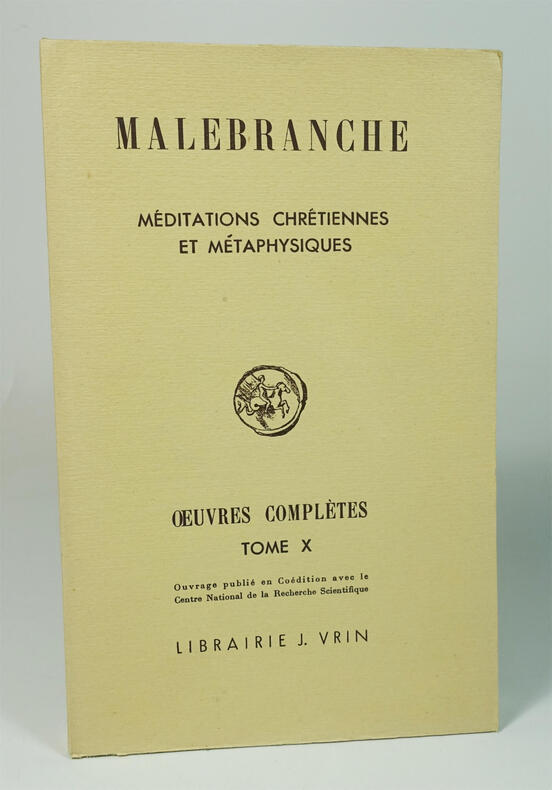 MALEBRANCHE
MÉDITATIONS CHRÉTIENNES
ET MÉTAPHYSIQUES
ŒUVRES COMPLÈTES
TOME X
Ouvrage publié en Coédition avec le
Centre National de la Recherche Scientifique
LIBRAIRIE J. VRIN